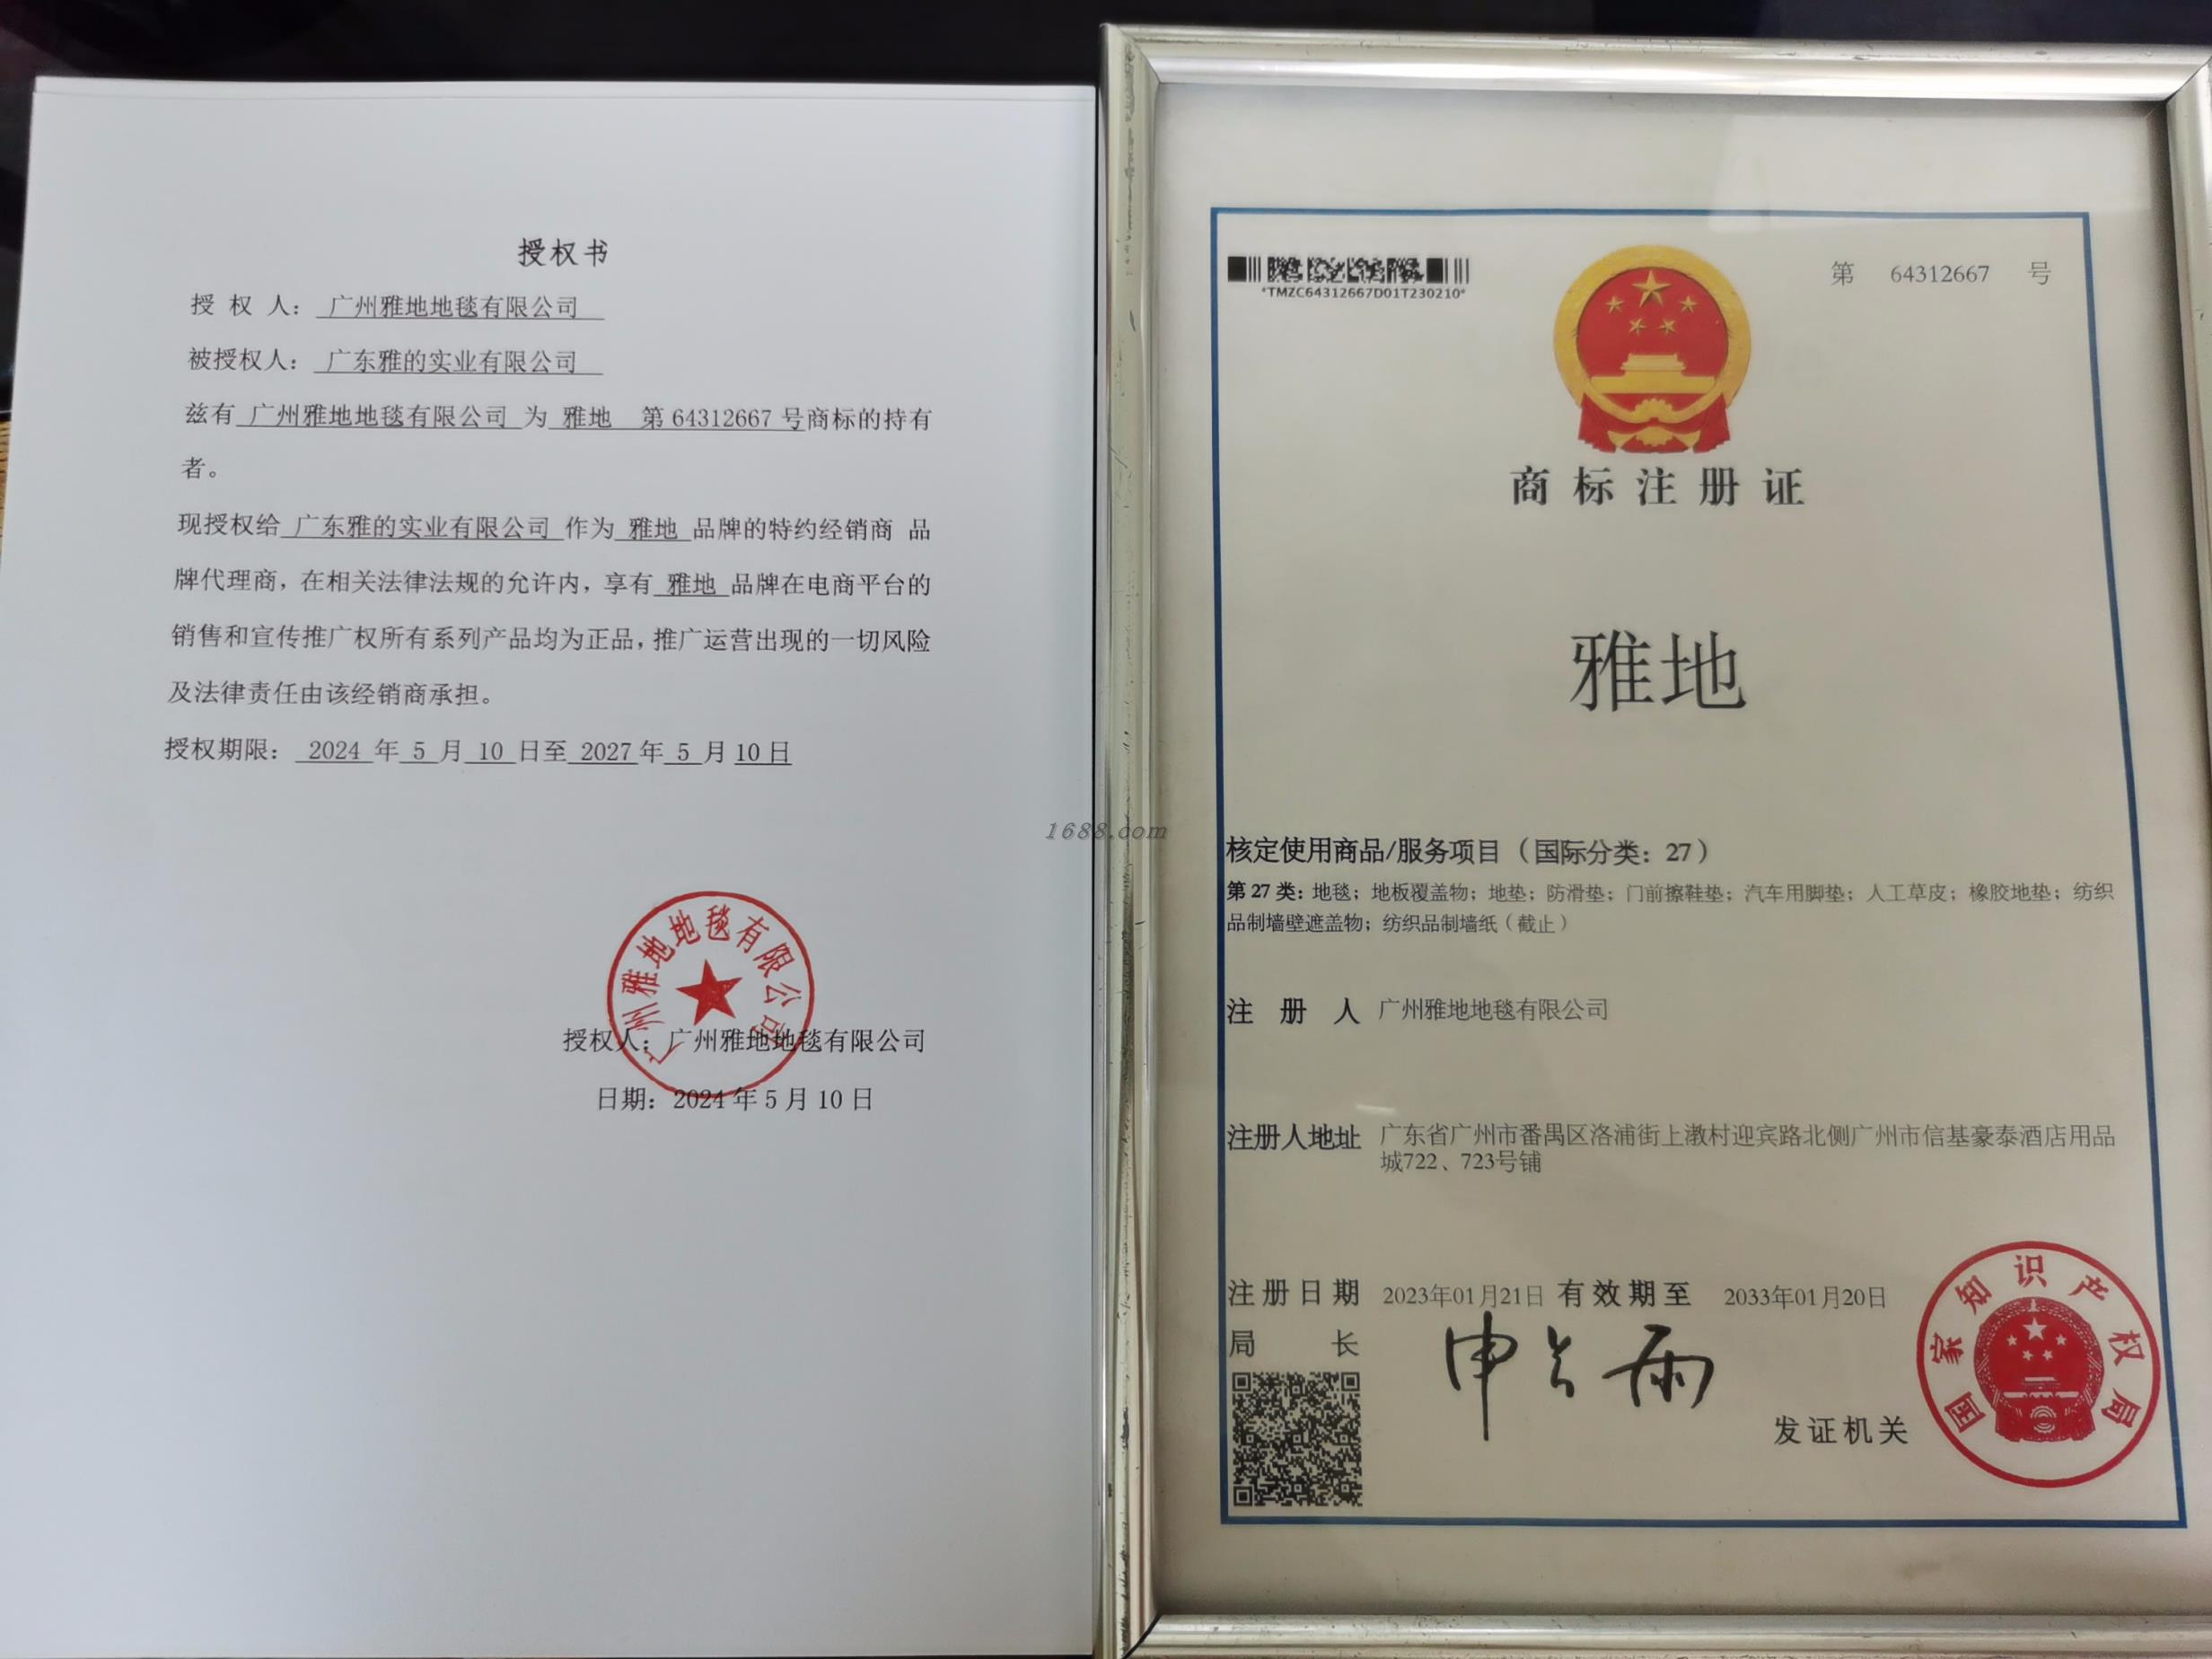 授权书
授 权 人： 广州雅地地毯有限公司
被授权人： 广东雅的实业有限公司
兹有 广州雅地地毯有限公司 为 雅地 第 64312667 号商标的持有
者。
现授权给 广东雅的实业有限公司 作为 雅地 品牌的特约经销商 品
牌代理商，在相关法律法规的允许内，享有 雅地 品牌在电商平台的
销售和宣传推广权所有系列产品均为正品，推广运营出现的一切风险
及法律责任由该经销商承担。
授权期限： 2024 年 5 月 10 日至 2027 年 5 月 10 日
广州雅地地毯有限公司
授权人：广州雅地地毯有限公司
日期：2024 年 5 月 10 日
1688.com
*TMZC64312667D01T230210*
第 64312667 号
商标注册证
雅地
核定使用商品/服务项目（国际分类：27）
第 27 类：地毯；地板覆盖物；地垫；防滑垫；门前擦鞋垫；汽车用脚垫；人工草皮；橡胶地垫；纺织
品制墙壁遮盖物；纺织品制墙纸（截止）
注 册 人 广州雅地地毯有限公司
注册人地址 广东省广州市番禺区洛浦街上漖村迎宾路北侧广州市信基豪泰酒店用品
城722、723号铺
注册日期 2023年01月21日 有效期至 2033年01月20日
局 长 申长雨
发证机关
国家知识产权局